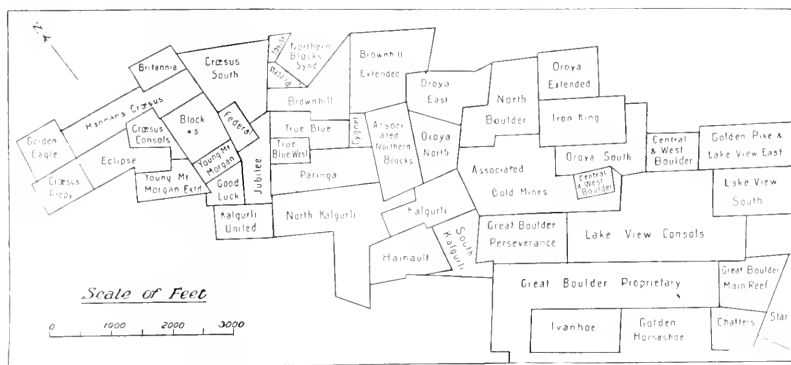 N
Britannia
Crœsus
South
Northern
Blocks
Synd
Brownhill
Extended
Hannans Crœsus
Brownhill
Oroya
East
North
Boulder
Oroya
Extended
Golden
Eagle
Crœsus
Consols
Block
45
Federal
True Blue
Cygnet
Associ
ated
Northern
Blocks
Oroya
North
Iron King
Eclipse
Young Mt
Morgan
True
Blue West
Oroya South
Central
& West
Boulder
Golden Pike &
Lake View East
Crœsus
Young Mt
Morgan Extd
Good
Luck
Jubilee
Paringa
Associated
Gold Mines
Central
& West
Boulder
Lake View
South
Kalgurli
United
North Kalgurli
Kalgurli
South
Kalgurli
Great Boulder
Perseverance
Lake View Consols
Hainault
Great Boulder Proprietary
Great Boulder
Main Reef
Scale of Feet
0 1000 2000 3000
Ivanhoe
Golden
Horseshoe
Chaffers
Star